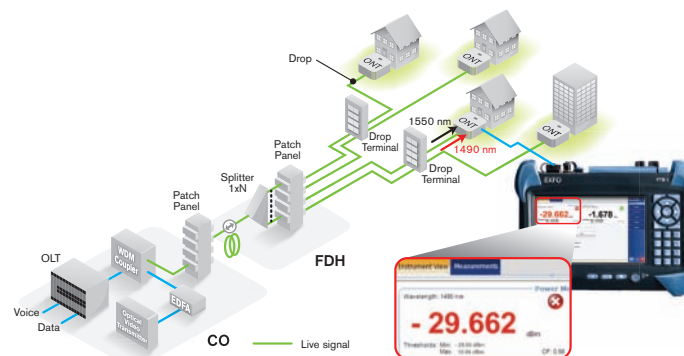 Drop
ONT
ONT
1550 nm
ONT
1490 nm
ONT
Drop
Terminal
Drop
Terminal
Patch
Panel
Splitter
1xN
Patch
Panel
FDH
WDM
Coupler
OLT
EDFA
Optical
Video
Transmitter
Voice
Data
CO
Live signal
EXFO
-29.662
-1.678
Instrument View
Measurements
Wavelength: 1490 nm
- 29.662
dBm
Thresholds: Min:
Max: